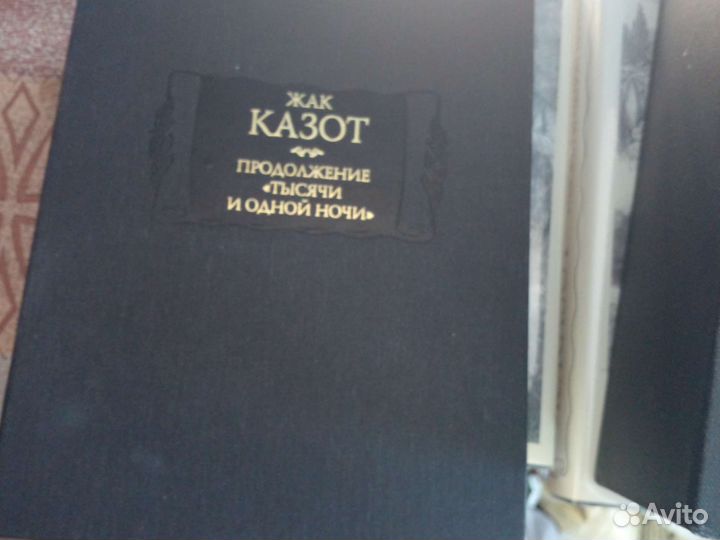 ЖАК
КАЗОТ
ПРОДОЛЖЕНИЕ
«ТЫСЯЧИ
И ОДНОЙ НОЧИ»
Avito